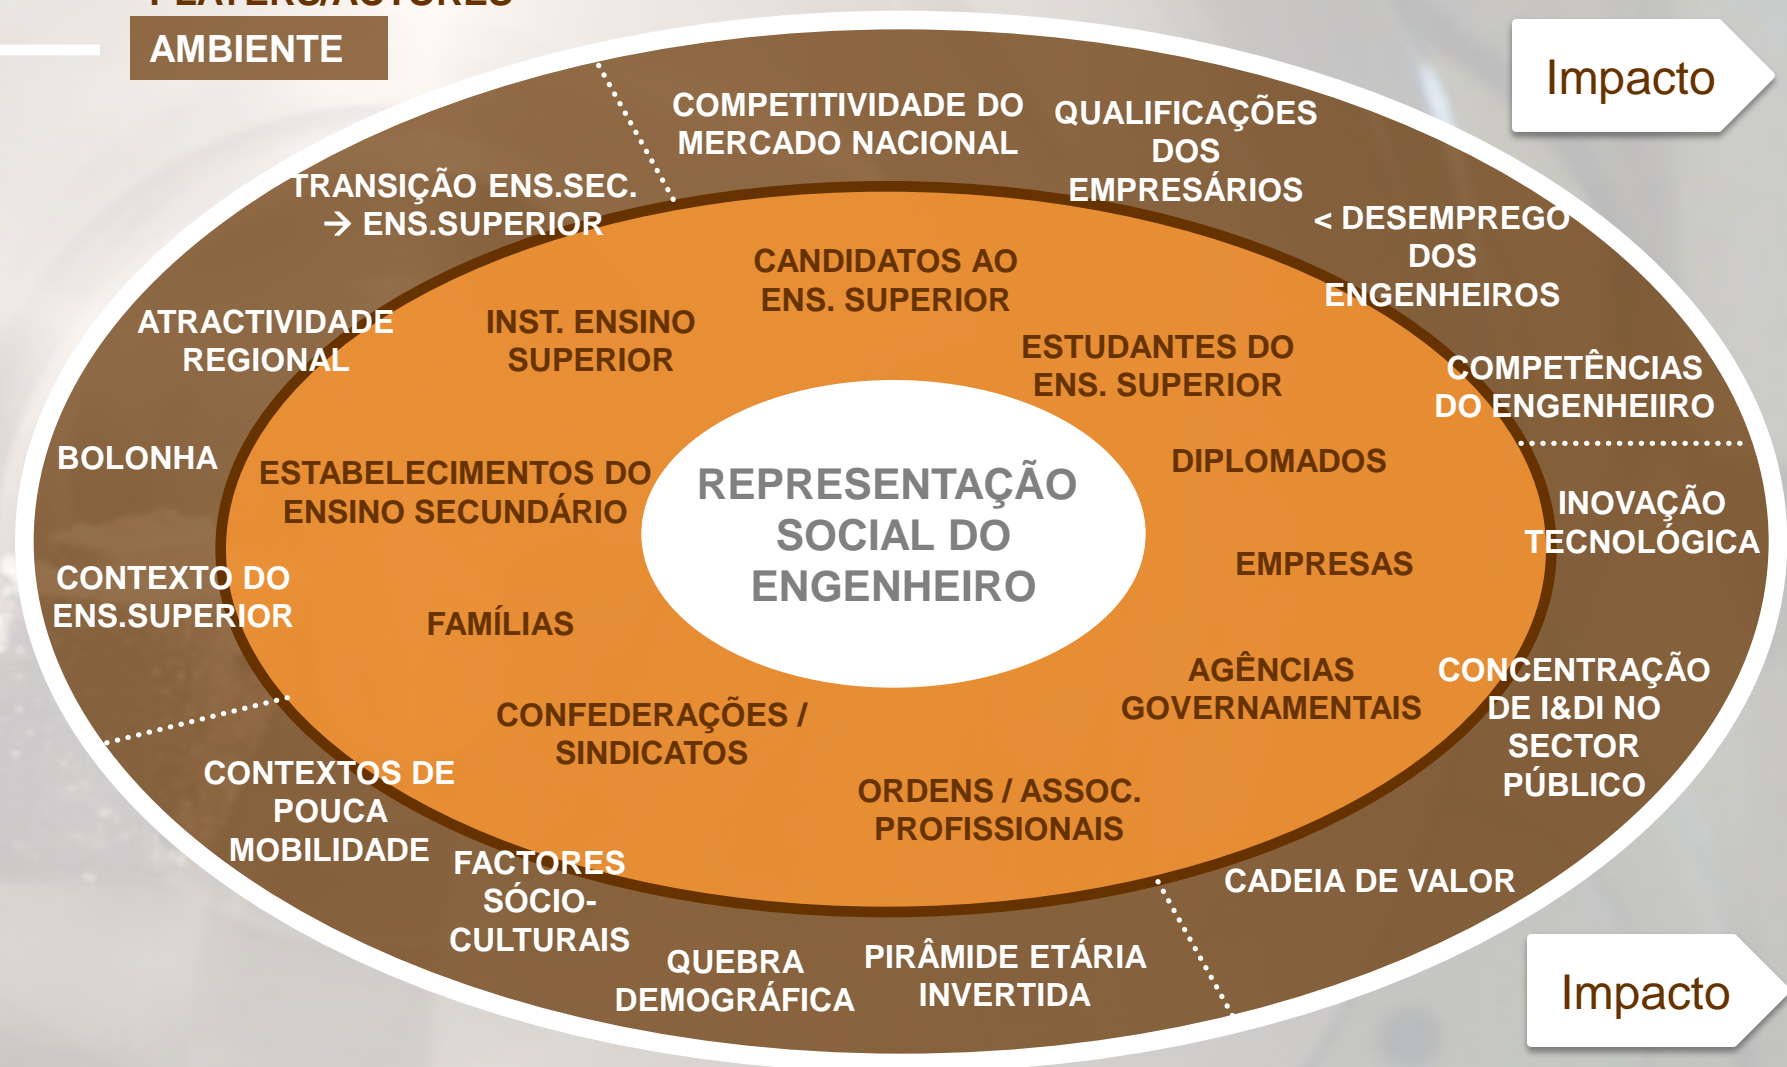 PLAYERS/ACTORES
AMBIENTE
Impacto
COMPETITIVIDADE DO
MERCADO NACIONAL
QUALIFICAÇÕES
DOS
EMPRESÁRIOS
TRANSIÇÃO ENS.SEC.
→ ENS.SUPERIOR
< DESEMPREGO
DOS
ENGENHEIROS
CANDIDATOS AO
ENS. SUPERIOR
ATRACTIVIDADE
REGIONAL
INST. ENSINO
SUPERIOR
ESTUDANTES DO
ENS. SUPERIOR
COMPETÊNCIAS
DO ENGENHEIIRO
BOLONHA
ESTABELECIMENTOS DO
ENSINO SECUNDÁRIO
REPRESENTAÇÃO
SOCIAL DO
ENGENHEIRO
DIPLOMADOS
INOVAÇÃO
TECNOLÓGICA
CONTEXTO DO
ENS.SUPERIOR
FAMÍLIAS
EMPRESAS
AGÊNCIAS
GOVERNAMENTAIS
CONCENTRAÇÃO
DE I&DI NO
SECTOR
PÚBLICO
CONFEDERAÇÕES /
SINDICATOS
CONTEXTOS DE
POUCA
MOBILIDADE
ORDENS / ASSOC.
PROFISSIONAIS
FACTORES
SÓCIO-
CULTURAIS
CADEIA DE VALOR
QUEBRA
DEMOGRÁFICA
PIRÂMIDE ETÁRIA
INVERTIDA
Impacto